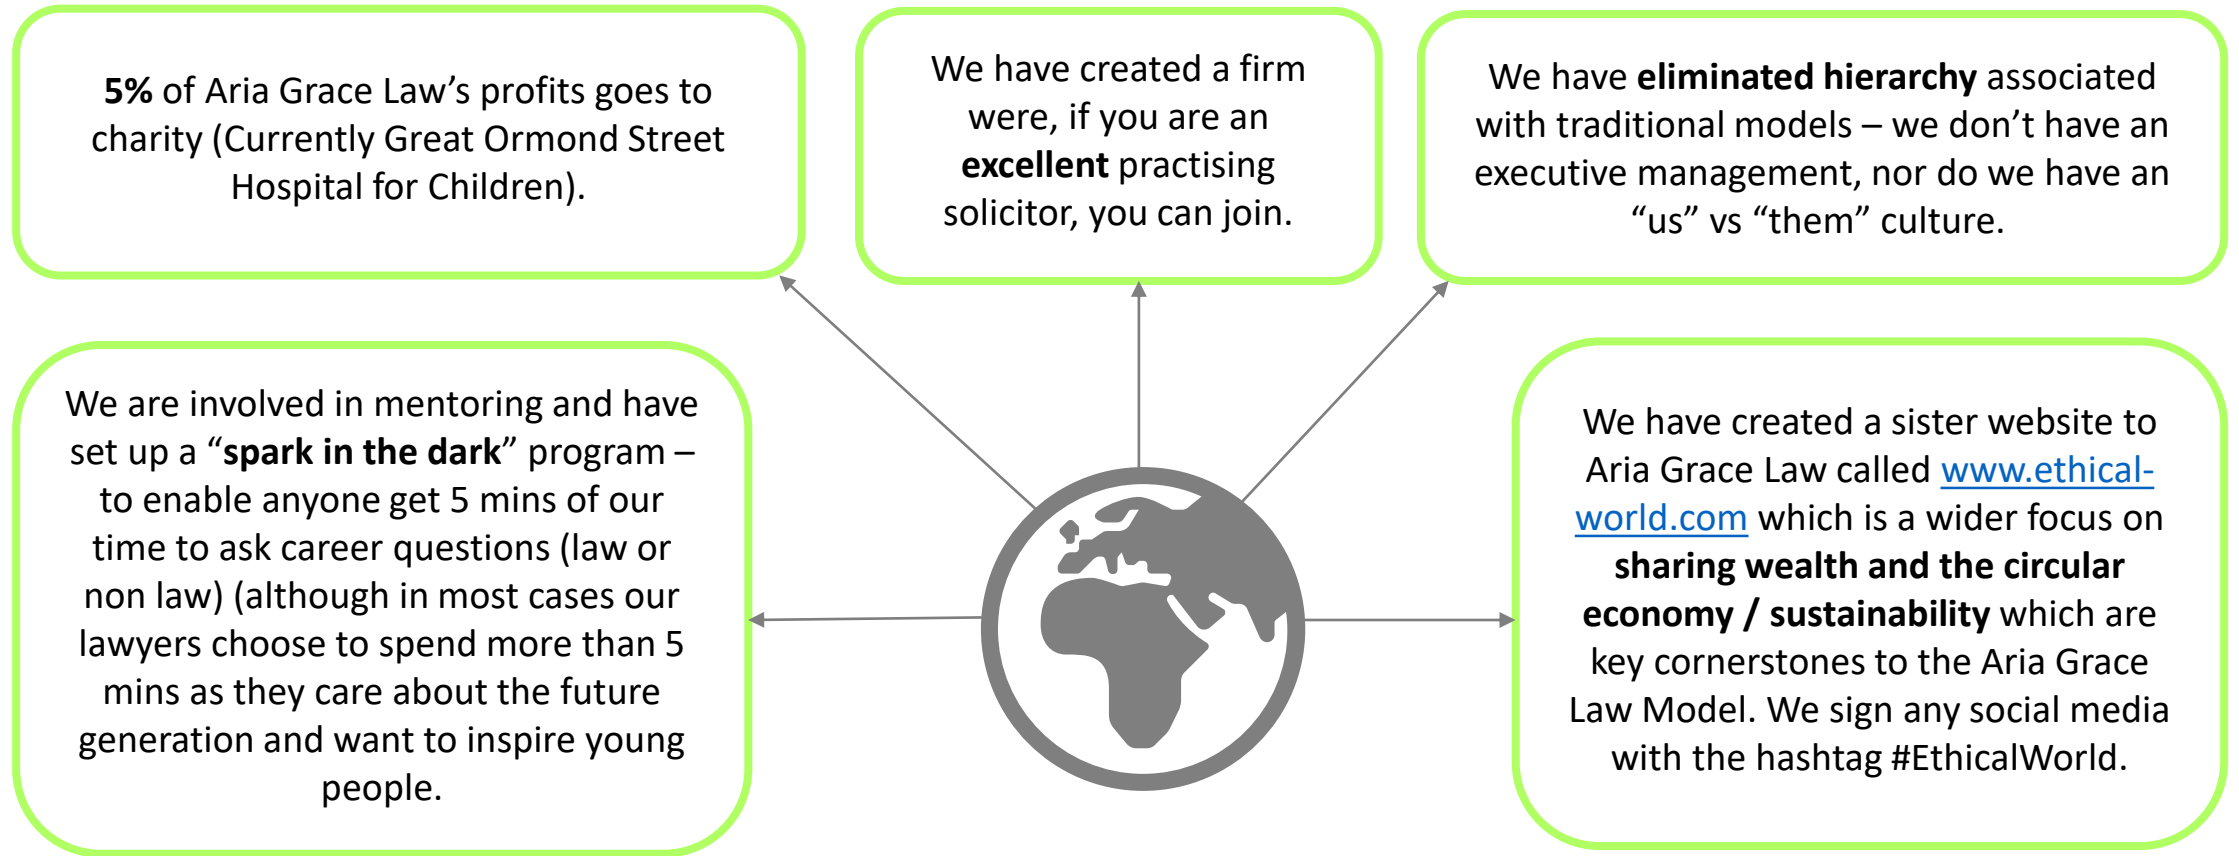 5% of Aria Grace Law’s profits goes to
charity (Currently Great Ormond Street
Hospital for Children).
We have created a firm
were, if you are an
excellent practising
solicitor, you can join.
We have eliminated hierarchy associated
with traditional models – we don’t have an
executive management, nor do we have an
“us” vs “them” culture.
We are involved in mentoring and have
set up a “spark in the dark” program –
to enable anyone get 5 mins of our
time to ask career questions (law or
non law) (although in most cases our
lawyers choose to spend more than 5
mins as they care about the future
generation and want to inspire young
people.
We have created a sister website to
Aria Grace Law called www.ethical-
world.com which is a wider focus on
sharing wealth and the circular
economy / sustainability which are
key cornerstones to the Aria Grace
Law Model. We sign any social media
with the hashtag #EthicalWorld.